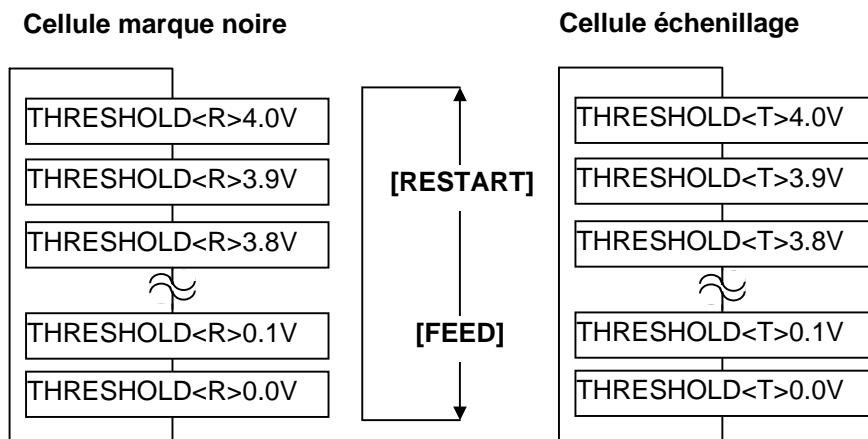 Cellule marque noire
THRESHOLD<R>4.0V
THRESHOLD<R>3.9V
THRESHOLD<R>3.8V
THRESHOLD<R>0.1V
THRESHOLD<R>0.0V
[RESTART]
[FEED]
Cellule échenillage
THRESHOLD<T>4.0V
THRESHOLD<T>3.9V
THRESHOLD<T>3.8V
THRESHOLD<T>0.1V
THRESHOLD<T>0.0V